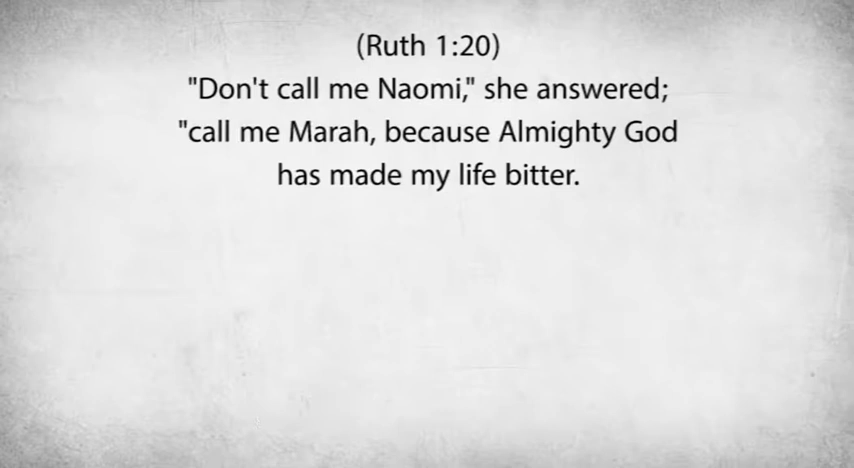 (Ruth 1:20)
"Don't call me Naomi," she answered;
"call me Marah, because Almighty God
has made my life bitter.